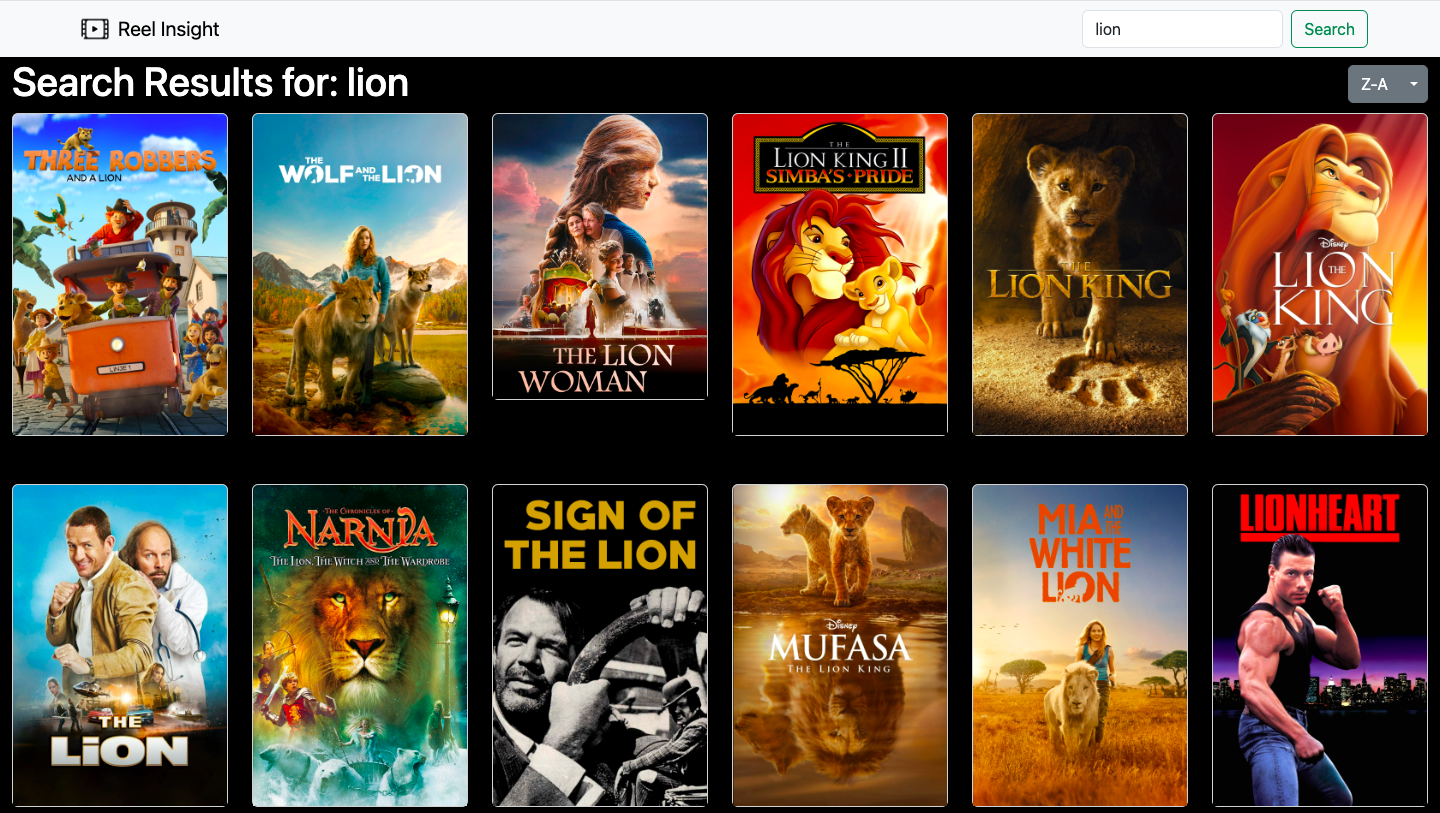 Reel Insight
lion
Search
Search Results for: lion
Z-A
THREE ROBBERS
AND A LION
LINJE 1
THE
WOLF AND THE LION
THE LION
WOMAN
THE
LION KING II
SIMBA'S • PRIDE
THE
LION KING
Disney
THE
LION
KING
THE
LiON
THE CHRONICLES OF
NARNIA
THE LION, THE WITCH AND THE WARDROBE
SIGN OF
THE LION
Disney
MUFASA
THE LION KING
MIA AND THE
WHITE
LION
LIONHEART